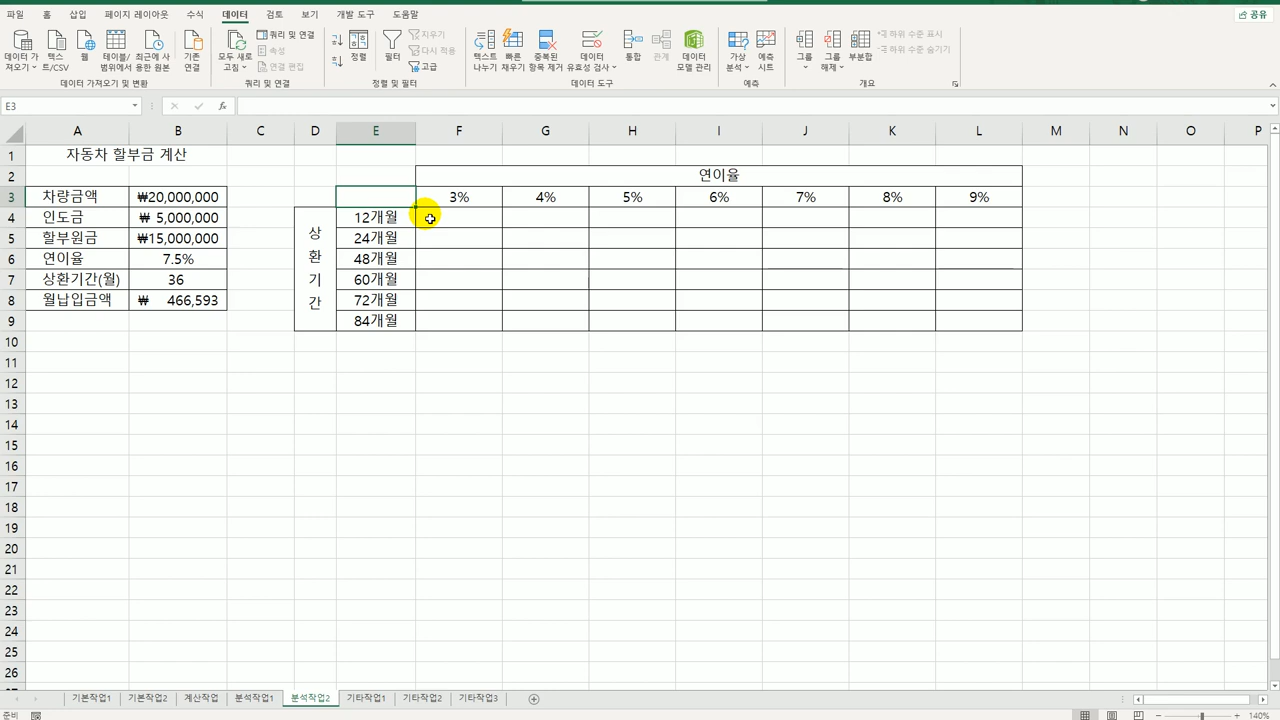 파일 홈 삽입 페이지 레이아웃 수식 데이터 검토 보기 개발 도구 도움말 공유
데이터 가져오기 텍스트/CSV 웹 테이블/범위에서 최근에 사용한 원본 기존 연결
모두 새로 고침 쿼리 및 연결 속성 연결 편집
정렬 필터 지우기 다시 적용 고급
텍스트 나누기 빠른 채우기 중복된 항목 제거 데이터 유효성 검사 통합 관계 데이터 모델 관리
가상 분석 예측 시트
그룹 그룹 해제 부분합 하위 수준 표시 하위 수준 숨기기
데이터 가져오기 및 변환 쿼리 및 연결 정렬 및 필터 데이터 도구 예측 개요
E3 fx
A B C D E F G H I J K L M N O P
1 자동차 할부금 계산
2 연이율
3 차량금액 ₩20,000,000 3% 4% 5% 6% 7% 8% 9%
4 인도금 ₩ 5,000,000 12개월
5 할부원금 ₩15,000,000 24개월
6 연이율 7.5% 48개월
7 상환기간(월) 36 60개월
8 월납입금액 ₩ 466,593 72개월
9 84개월
상
환
기
간
10
11
12
13
14
15
16
17
18
19
20
21
22
23
24
25
26
기본작업1 기본작업2 계산작업 분석작업1 분석작업2 기타작업1 기타작업2 기타작업3
준비 140%